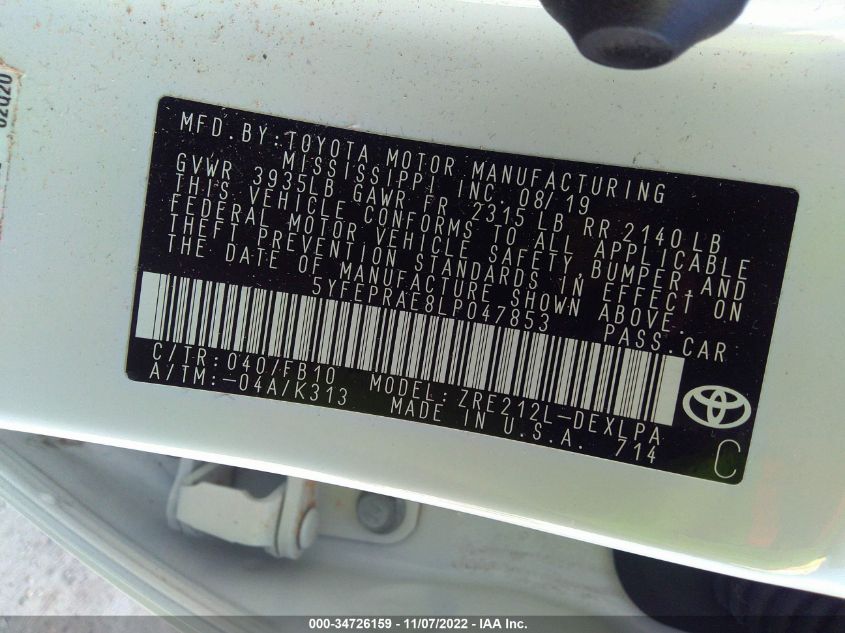 02Q20
MFD.BY:TOYOTA MOTOR MANUFACTURING
MISSISSIPPI INC. 08/19
GVWR 3935LB GAWR FR 2315 LB RR 2140 LB
THIS VEHICLE CONFORMS TO ALL APPLICABLE
FEDERAL MOTOR VEHICLE SAFETY,BUMPER,AND
THEFT PREVENTION STANDARDS IN EFFECT ON
THE DATE OF MANUFACTURE SHOWN ABOVE.
5YFEPRAE8LP047853 PASS.CAR
C/TR:040/FB10 MODEL:ZRE212L-DEXLPA
A/TM:-04A/K313 MADE IN U.S.A. 714
C
000-34726159 - 11/07/2022 - IAA Inc.